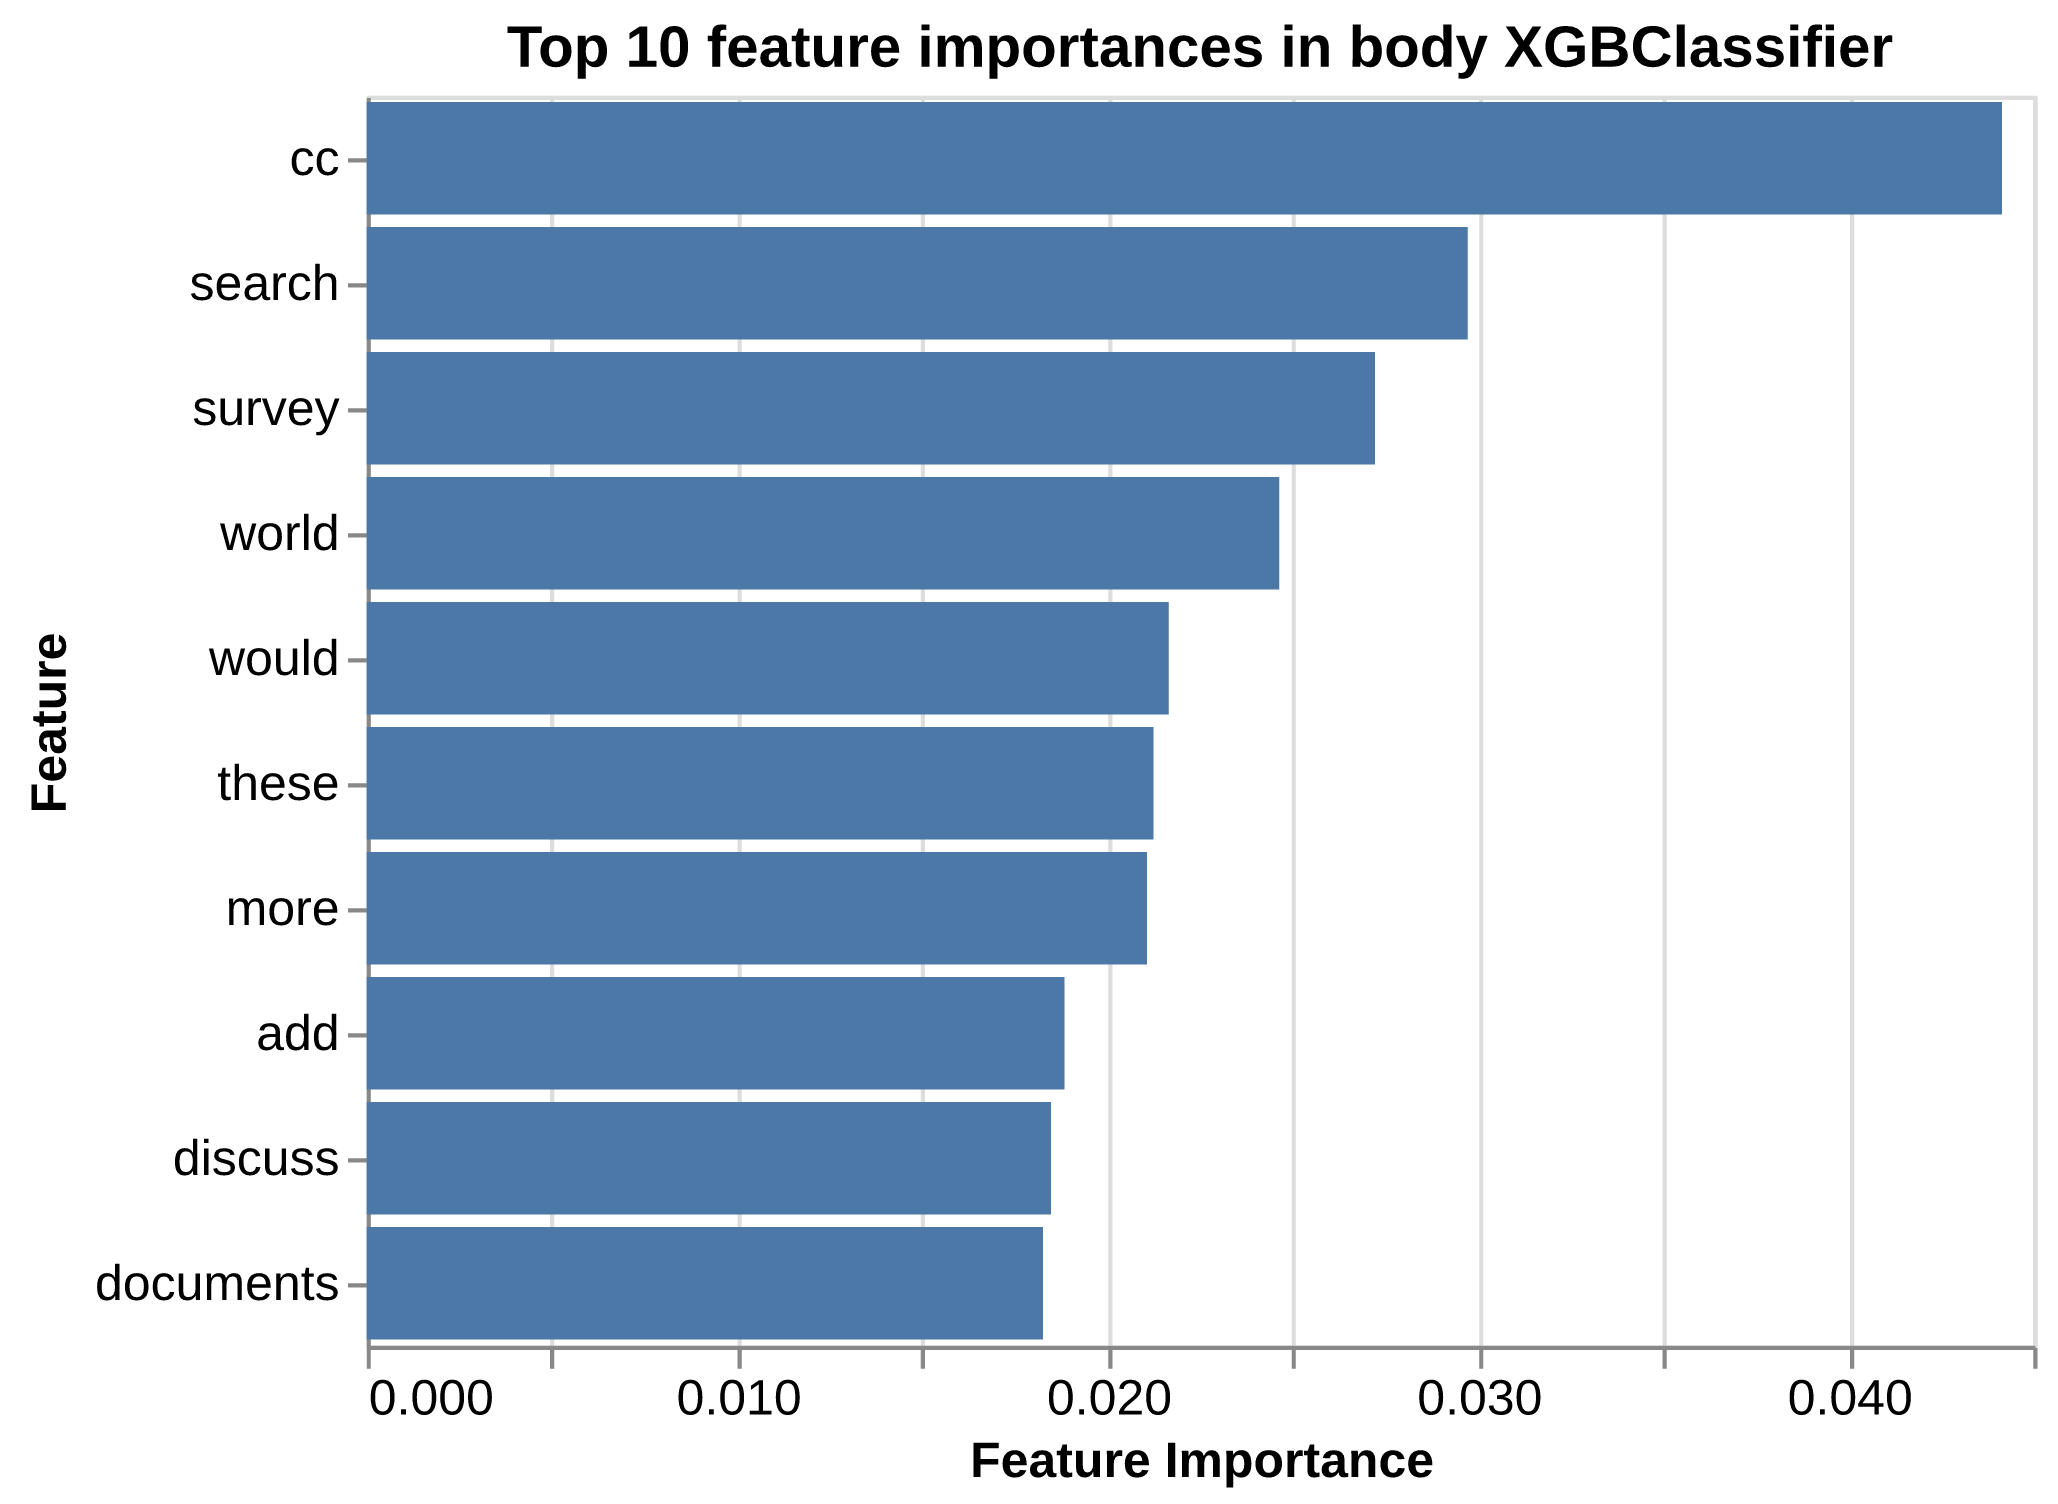 Top 10 feature importances in body XGBClassifier
cc
search
survey
world
would
these
more
add
discuss
documents
Feature
0.000 0.010 0.020 0.030 0.040
Feature Importance